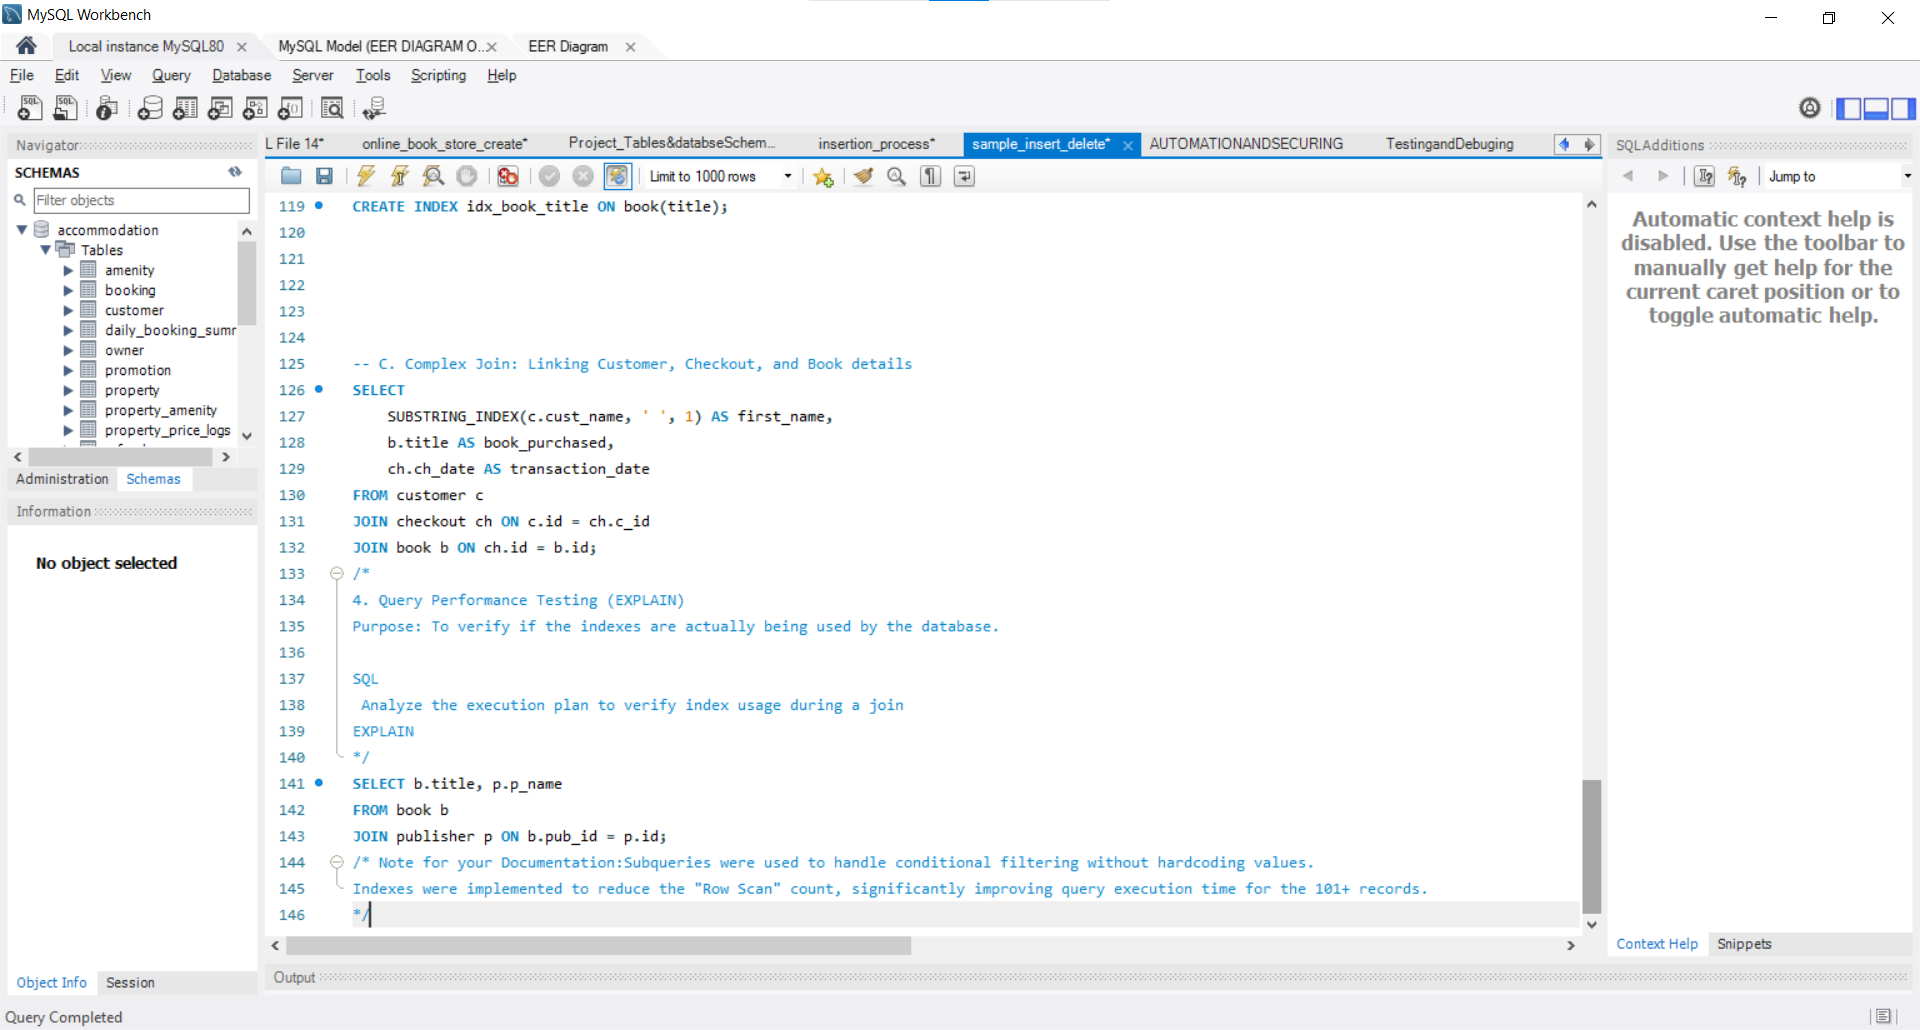 MySQL Workbench
Local instance MySQL80
MySQL Model (EER DIAGRAM O...
EER Diagram
File Edit View Query Database Server Tools Scripting Help
Navigator
L File 14*
online_book_store_create*
Project_Tables&databseSchem...
insertion_process*
sample_insert_delete*
AUTOMATIONANDSECURING
TestingandDebuging
SQLAdditions
SCHEMAS
Filter objects
Limit to 1000 rows
Jump to
accommodation
Tables
amenity
booking
customer
daily_booking_sumr
owner
promotion
property
property_amenity
property_price_logs
Administration Schemas
Information
No object selected
119 CREATE INDEX idx_book_title ON book(title);
120
121
122
123
124
125 -- C. Complex Join: Linking Customer, Checkout, and Book details
126 SELECT
127 SUBSTRING_INDEX(c.cust_name, ' ', 1) AS first_name,
128 b.title AS book_purchased,
129 ch.ch_date AS transaction_date
130 FROM customer c
131 JOIN checkout ch ON c.id = ch.c_id
132 JOIN book b ON ch.id = b.id;
133 /*
134 4. Query Performance Testing (EXPLAIN)
135 Purpose: To verify if the indexes are actually being used by the database.
136
137 SQL
138 Analyze the execution plan to verify index usage during a join
139 EXPLAIN
140 */
141 SELECT b.title, p.p_name
142 FROM book b
143 JOIN publisher p ON b.pub_id = p.id;
144 /* Note for your Documentation:Subqueries were used to handle conditional filtering without hardcoding values.
145 Indexes were implemented to reduce the "Row Scan" count, significantly improving query execution time for the 101+ records.
146 */
Automatic context help is
disabled. Use the toolbar to
manually get help for the
current caret position or to
toggle automatic help.
Context Help Snippets
Object Info Session
Output
Query Completed